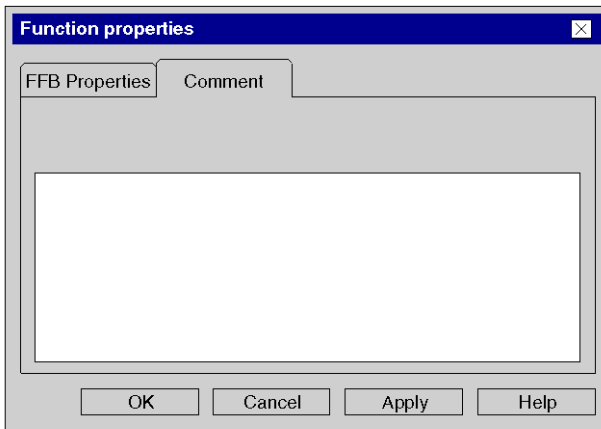 Function properties
FFB Properties Comment
OK Cancel Apply Help